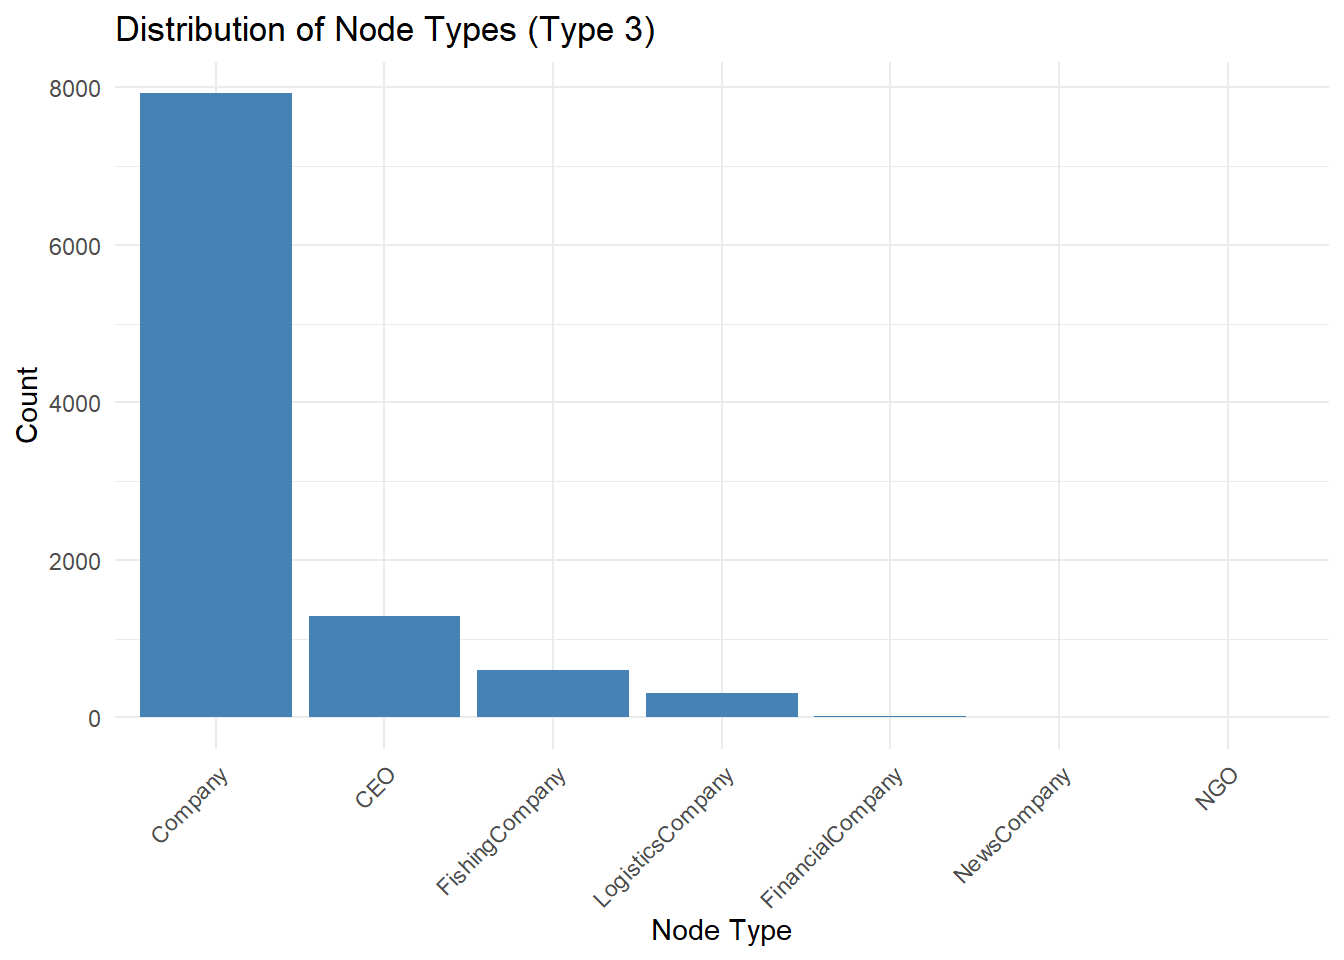 Distribution of Node Types (Type 3)
8000
6000
4000
2000
0
Count
Company
CEO
FishingCompany
LogisticsCompany
FinancialCompany
NewsCompany
NGO
Node Type